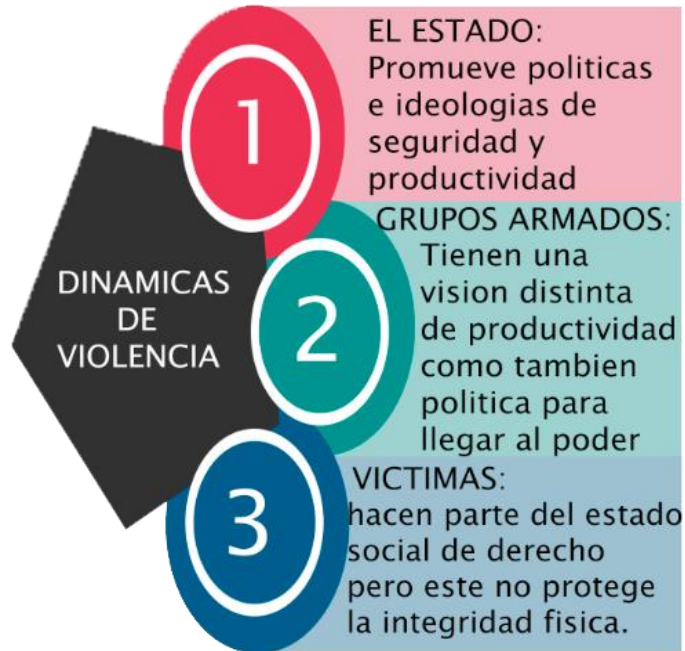 DINAMICAS
DE
VIOLENCIA
1
EL ESTADO:
Promueve politicas
e ideologias de
seguridad y
productividad
2
GRUPOS ARMADOS:
Tienen una
vision distinta
de productividad
como tambien
politica para
llegar al poder
3
VICTIMAS:
hacen parte del estado
social de derecho
pero este no protege
la integridad fisica.